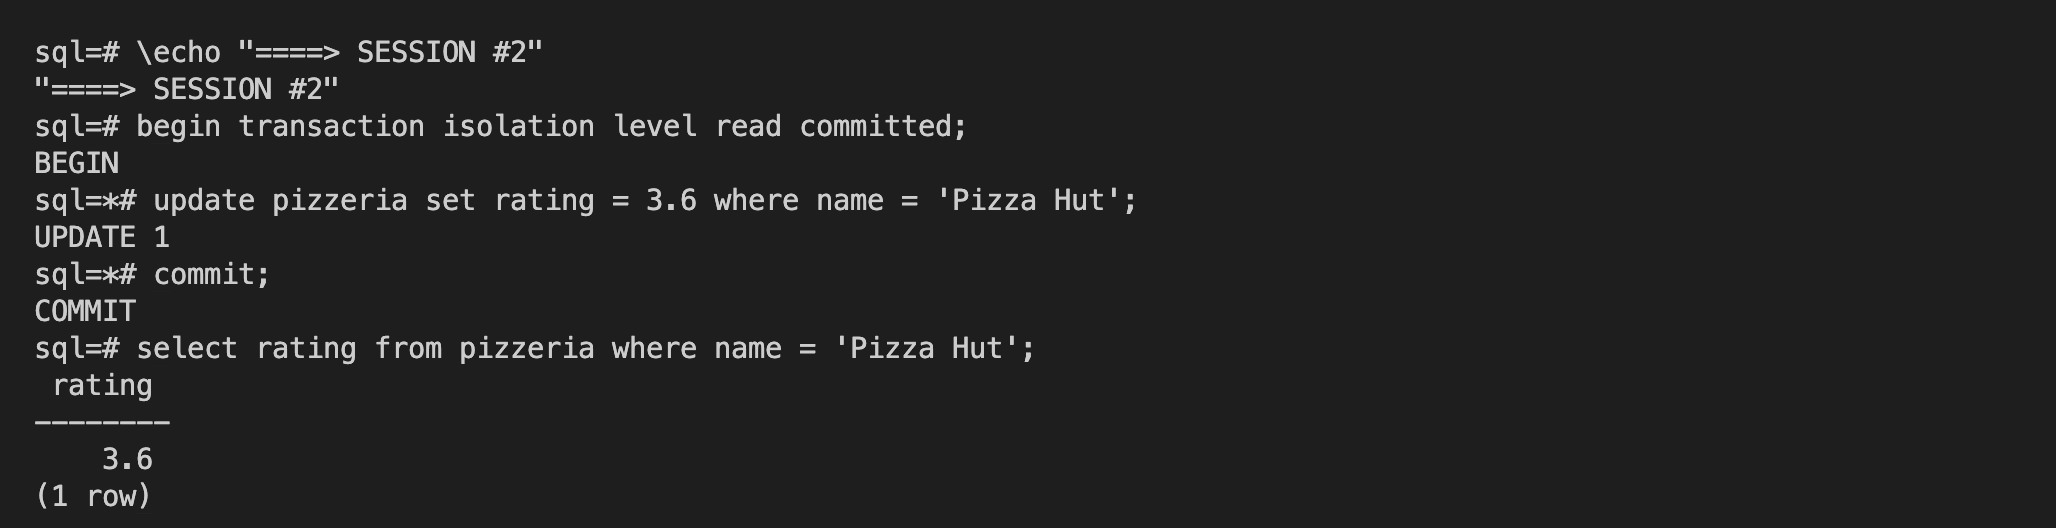 sql=# \echo "====> SESSION #2"
"====> SESSION #2"
sql=# begin transaction isolation level read committed;
BEGIN
sql=*# update pizzeria set rating = 3.6 where name = 'Pizza Hut';
UPDATE 1
sql=*# commit;
COMMIT
sql=# select rating from pizzeria where name = 'Pizza Hut';
 rating
--------
    3.6
(1 row)